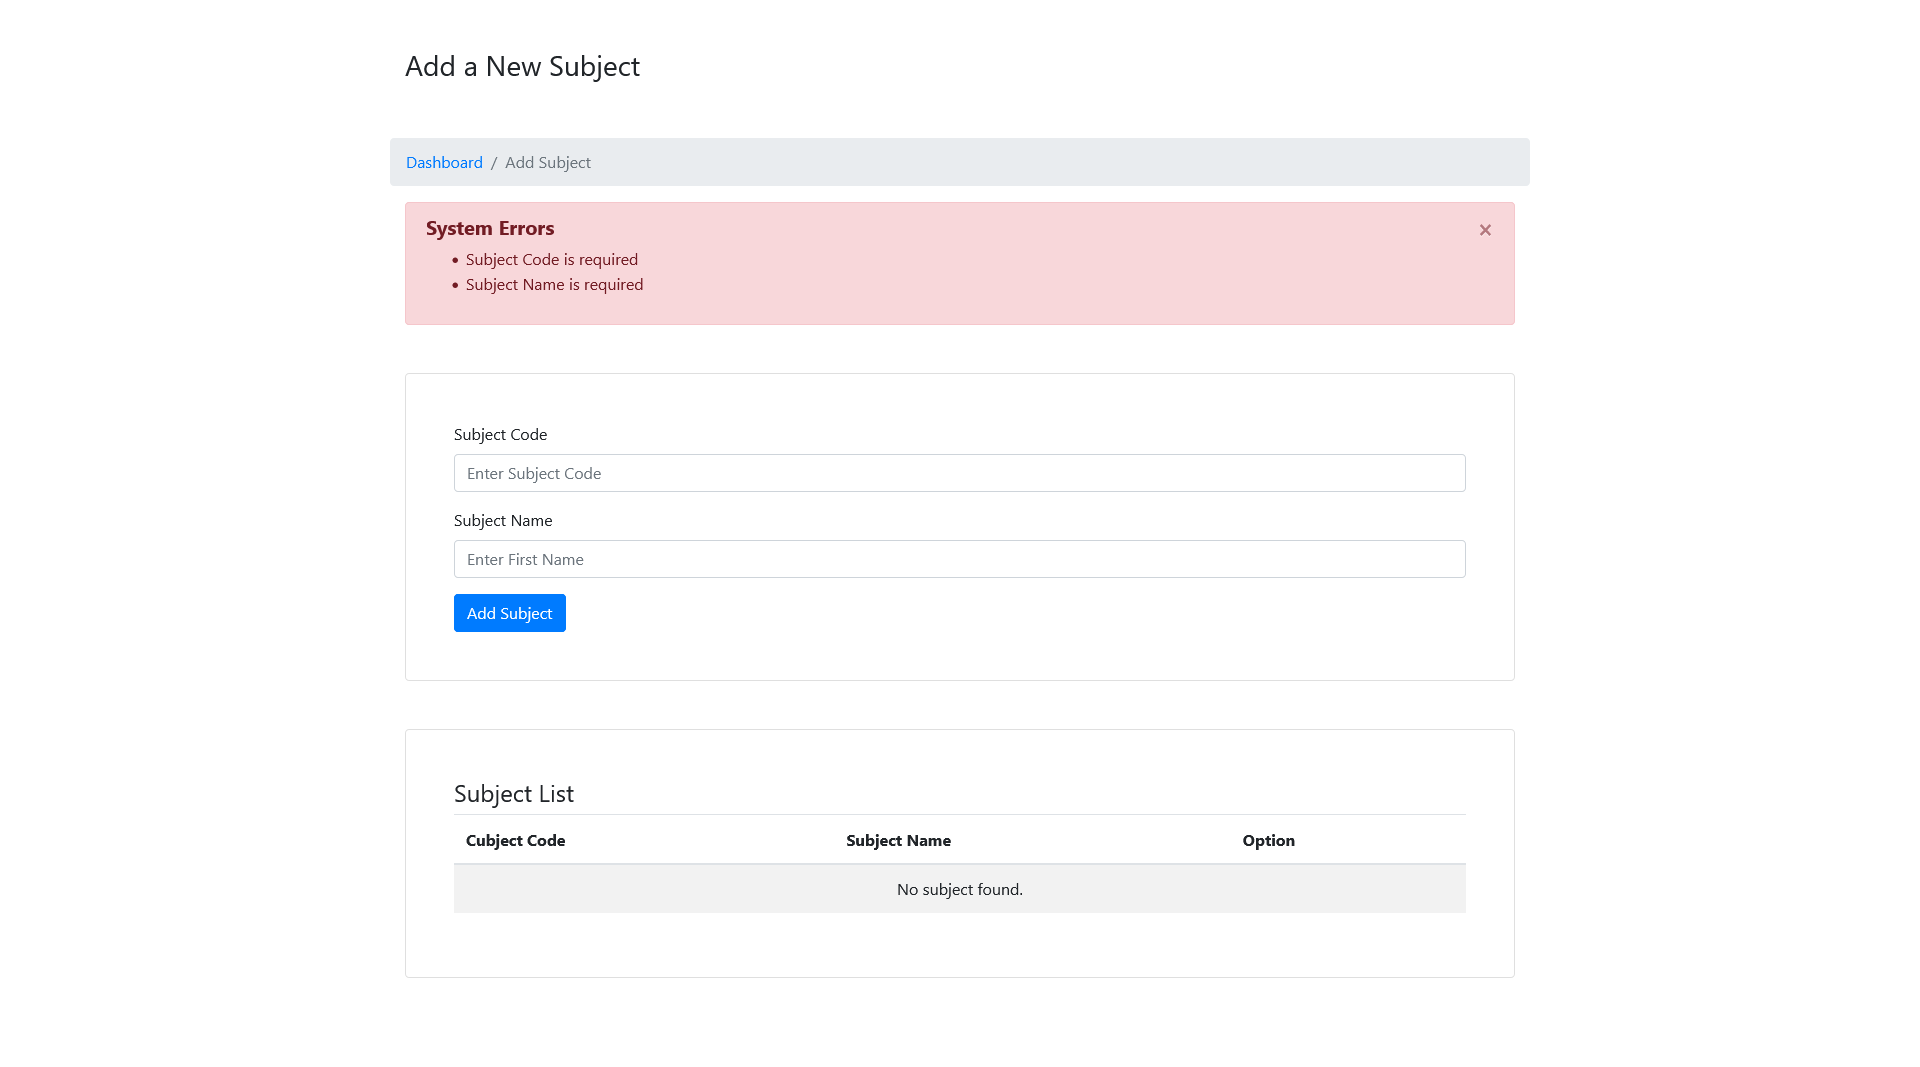 Add a New Subject
Dashboard / Add Subject
System Errors ×
• Subject Code is required
• Subject Name is required
Subject Code
Enter Subject Code
Subject Name
Enter First Name
Add Subject
Subject List
Cubject Code Subject Name Option
No subject found.